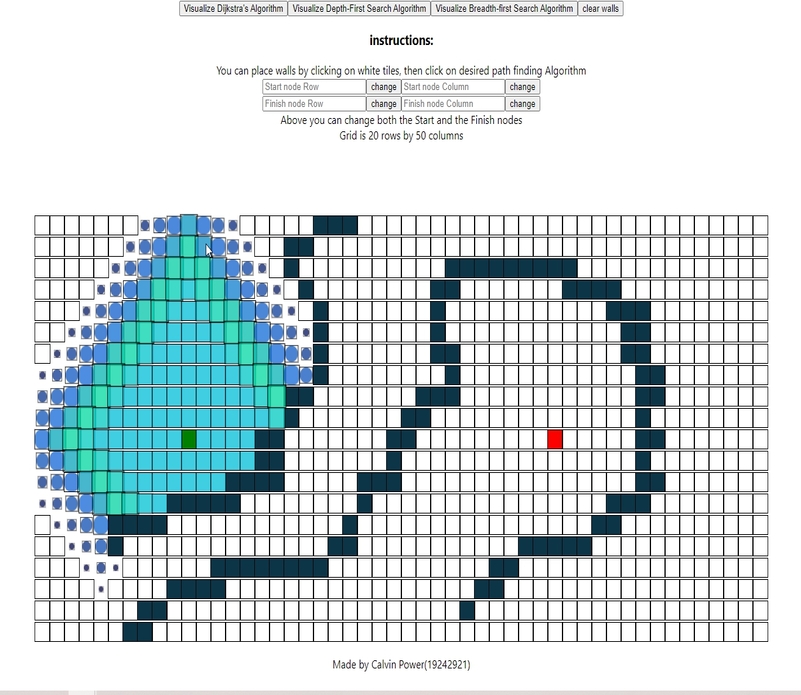 Visualize Dijkstra's Algorithm Visualize Depth-First Search Algorithm Visualize Breadth-first Search Algorithm clear walls
instructions:
You can place walls by clicking on white tiles, then click on desired path finding Algorithm
Start node Row change Start node Column change
Finish node Row change Finish node Column change
Above you can change both the Start and the Finish nodes
Grid is 20 rows by 50 columns
Made by Calvin Power(19242921)